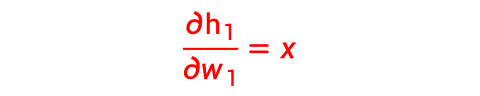 ∂h₁/∂w₁ = x